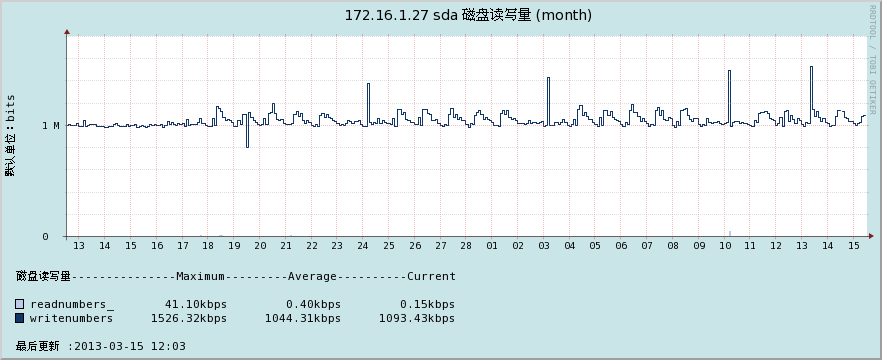 172.16.1.27 sda 磁盘读写量 (month)
RRDTOOL / TOBI OETIKER
默认单位：bits
1 M
0
13 14 15 16 17 18 19 20 21 22 23 24 25 26 27 28 01 02 03 04 05 06 07 08 09 10 11 12 13 14 15
磁盘读写量---------------Maximum---------Average----------Current
readnumbers_ 41.10kbps 0.40kbps 0.15kbps
writenumbers 1526.32kbps 1044.31kbps 1093.43kbps
最后更新 :2013-03-15 12:03